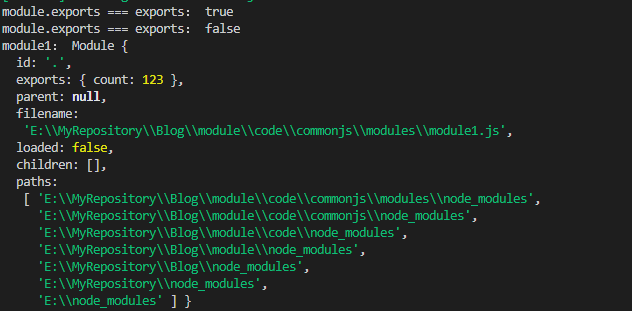 module.exports === exports:  true
module.exports === exports:  false
module1:  Module {
  id: '.',
  exports: { count: 123 },
  parent: null,
  filename:
   'E:\\MyRepository\\Blog\\module\\code\\commonjs\\modules\\module1.js',
  loaded: false,
  children: [],
  paths:
   [ 'E:\\MyRepository\\Blog\\module\\code\\commonjs\\modules\\node_modules',
     'E:\\MyRepository\\Blog\\module\\code\\commonjs\\node_modules',
     'E:\\MyRepository\\Blog\\module\\code\\node_modules',
     'E:\\MyRepository\\Blog\\module\\node_modules',
     'E:\\MyRepository\\Blog\\node_modules',
     'E:\\MyRepository\\node_modules',
     'E:\\node_modules' ] }